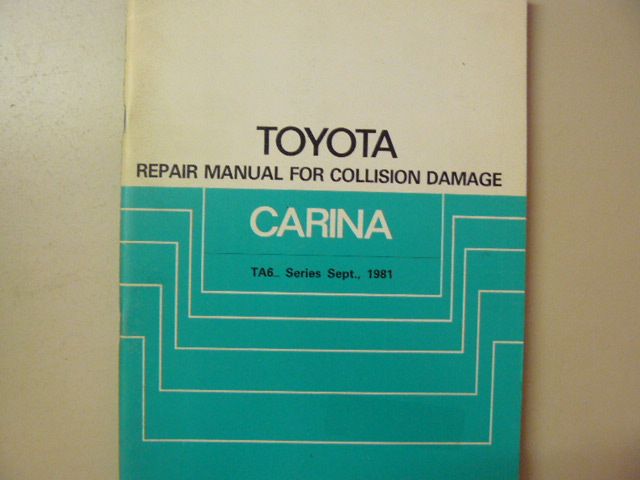 TOYOTA
REPAIR MANUAL FOR COLLISION DAMAGE
CARINA
TA6_ Series Sept., 1981